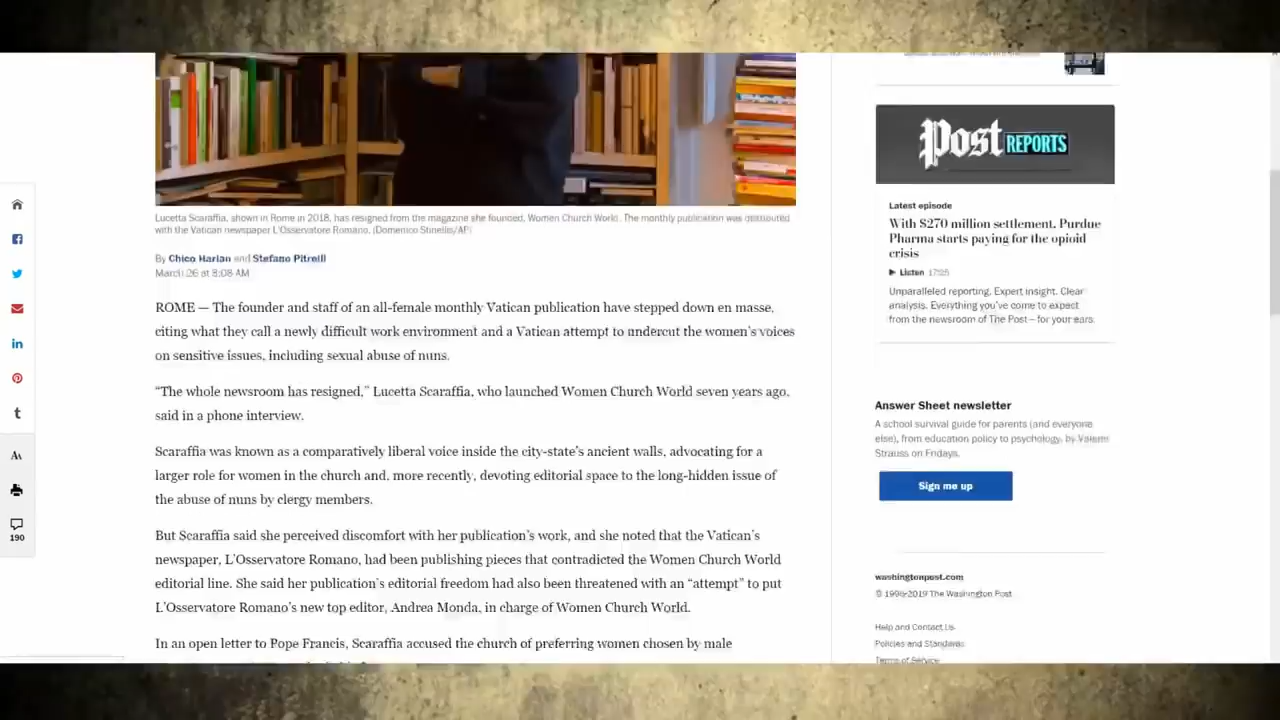 Lucetta Scaraffia, shown in Rome in 2018, has resigned from the magazine she founded, Women Church World. The monthly publication was distributed
with the Vatican newspaper L'Osservatore Romano. (Domenico Stinellis/AP)
By Chico Harlan and Stefano Pitrelli
March 26 at 8:08 AM
ROME — The founder and staff of an all-female monthly Vatican publication have stepped down en masse,
citing what they call a newly difficult work environment and a Vatican attempt to undercut the women's voices
on sensitive issues, including sexual abuse of nuns.
“The whole newsroom has resigned,” Lucetta Scaraffia, who launched Women Church World seven years ago,
said in a phone interview.
Scaraffia was known as a comparatively liberal voice inside the city-state's ancient walls, advocating for a
larger role for women in the church and, more recently, devoting editorial space to the long-hidden issue of
the abuse of nuns by clergy members.
But Scaraffia said she perceived discomfort with her publication's work, and she noted that the Vatican's
newspaper, L'Osservatore Romano, had been publishing pieces that contradicted the Women Church World
editorial line. She said her publication's editorial freedom had also been threatened with an “attempt” to put
L'Osservatore Romano's new top editor, Andrea Monda, in charge of Women Church World.
In an open letter to Pope Francis, Scaraffia accused the church of preferring women chosen by male
190
Post REPORTS
Latest episode
With $270 million settlement, Purdue
Pharma starts paying for the opioid
crisis
Listen 17:25
Unparalleled reporting. Expert insight. Clear
analysis. Everything you've come to expect
from the newsroom of The Post – for your ears.
Answer Sheet newsletter
A school survival guide for parents (and everyone
else), from education policy to psychology, by Valerie
Strauss on Fridays.
Sign me up
washingtonpost.com
© 1996-2019 The Washington Post
Help and Contact Us
Policies and Standards
Terms of Service